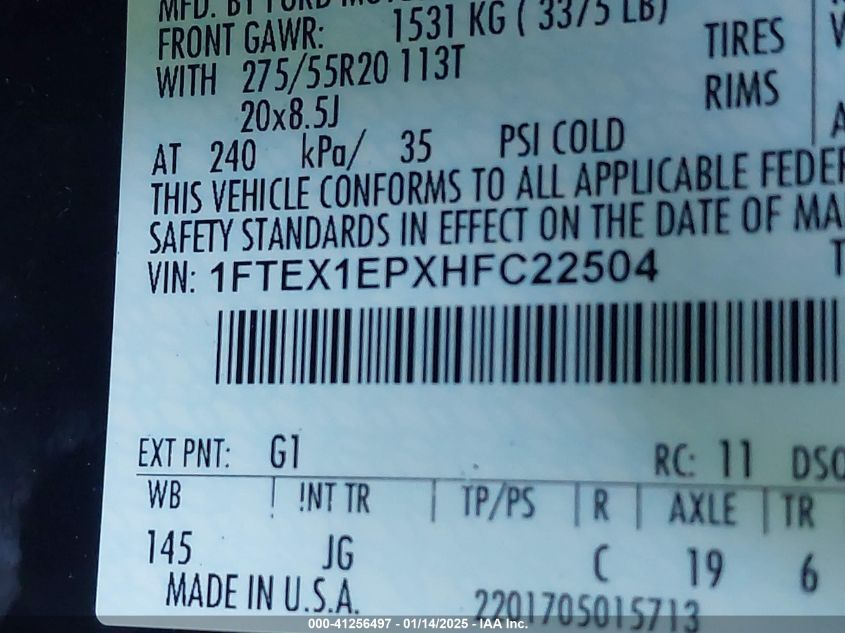 MFD. BY FORD MOTO
FRONT GAWR: 1531 KG ( 3375 LB)
WITH 275/55R20 113T TIRES
20x8.5J RIMS
AT 240 kPa/ 35 PSI COLD
THIS VEHICLE CONFORMS TO ALL APPLICABLE FEDER
SAFETY STANDARDS IN EFFECT ON THE DATE OF MA
VIN: 1FTEX1EPXHFC22504
EXT PNT: G1 RC: 11 DSO
WB | INT TR | TP/PS | R | AXLE | TR
145 JG C 19 6
MADE IN U.S.A. 2201705015713
000-41256497 - 01/14/2025 - IAA Inc.